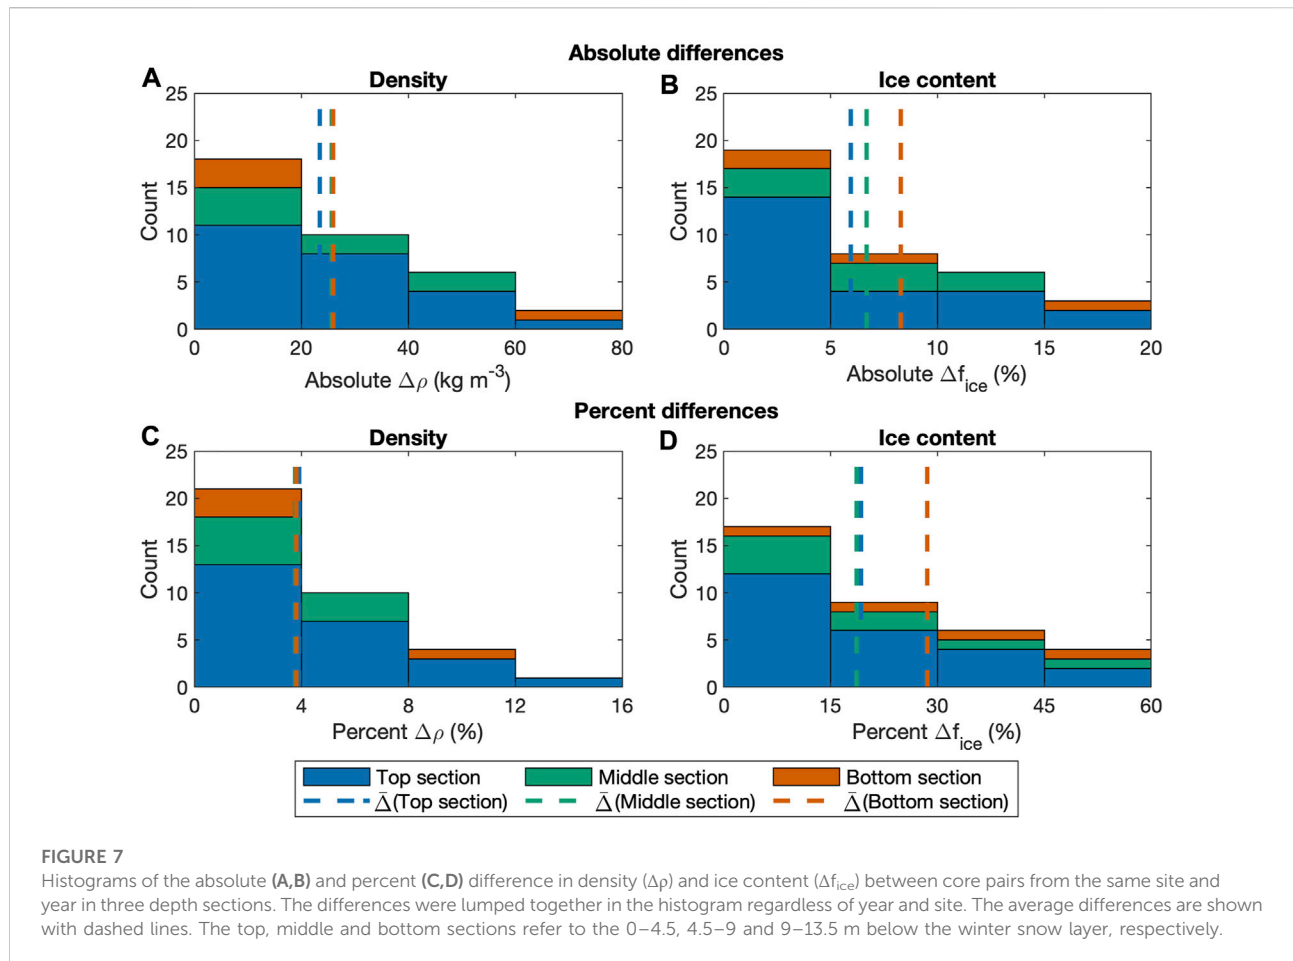 Absolute differences
A
Density
25
20
15
10
5
0
Count
0 20 40 60 80
Absolute Δρ (kg m-3)
B
Ice content
25
20
15
10
5
0
Count
0 5 10 15 20
Absolute Δfice (%)
Percent differences
C
Density
25
20
15
10
5
0
Count
0 4 8 12 16
Percent Δρ (%)
D
Ice content
25
20
15
10
5
0
Count
0 15 30 45 60
Percent Δfice (%)
Top section Middle section Bottom section
Δ̄(Top section) Δ̄(Middle section) Δ̄(Bottom section)
FIGURE 7
Histograms of the absolute (A,B) and percent (C,D) difference in density (Δρ) and ice content (Δfice) between core pairs from the same site and
year in three depth sections. The differences were lumped together in the histogram regardless of year and site. The average differences are shown
with dashed lines. The top, middle and bottom sections refer to the 0–4.5, 4.5–9 and 9–13.5 m below the winter snow layer, respectively.